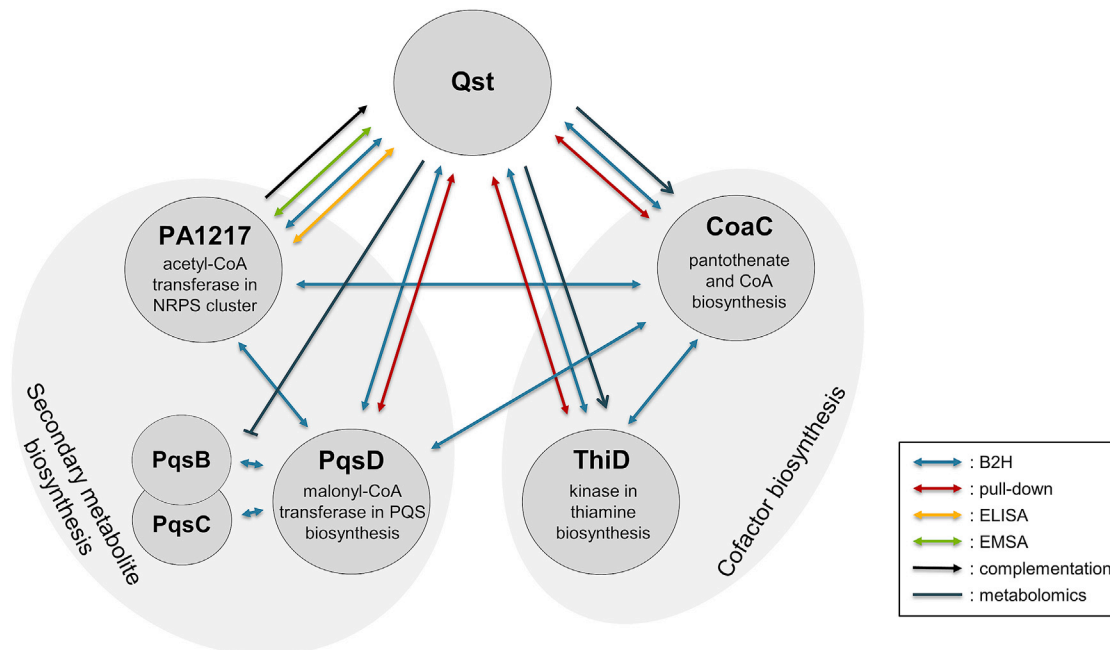 Qst
PA1217
acetyl-CoA
transferase in
NRPS cluster
CoaC
pantothenate
and CoA
biosynthesis
Secondary metabolite
biosynthesis
PqsB
PqsC
PqsD
malonyl-CoA
transferase in PQS
biosynthesis
ThiD
kinase in
thiamine
biosynthesis
Cofactor biosynthesis
: B2H
: pull-down
: ELISA
: EMSA
: complementation
: metabolomics